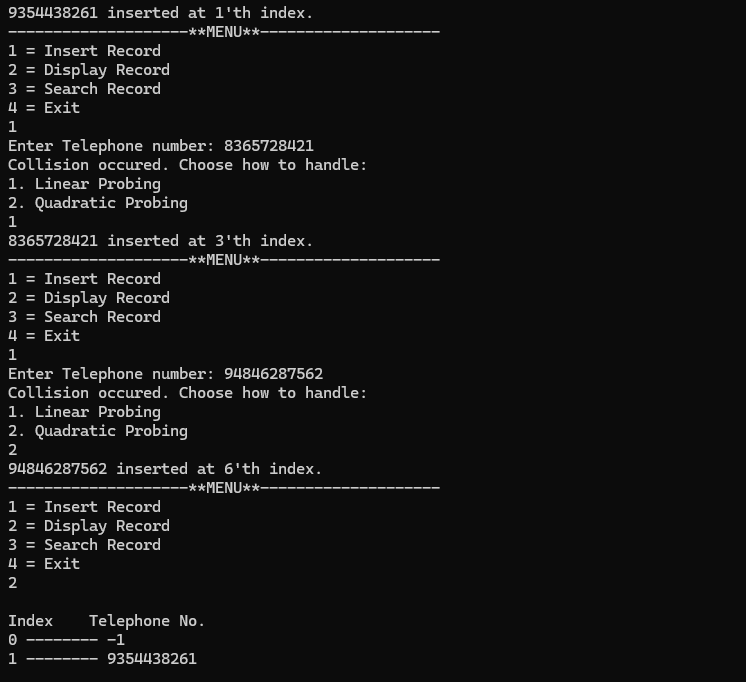 9354438261 inserted at 1'th index.
--------------------**MENU**--------------------
1 = Insert Record
2 = Display Record
3 = Search Record
4 = Exit
1
Enter Telephone number: 8365728421
Collision occured. Choose how to handle:
1. Linear Probing
2. Quadratic Probing
1
8365728421 inserted at 3'th index.
--------------------**MENU**--------------------
1 = Insert Record
2 = Display Record
3 = Search Record
4 = Exit
1
Enter Telephone number: 94846287562
Collision occured. Choose how to handle:
1. Linear Probing
2. Quadratic Probing
2
94846287562 inserted at 6'th index.
--------------------**MENU**--------------------
1 = Insert Record
2 = Display Record
3 = Search Record
4 = Exit
2
Index    Telephone No.
0 -------- -1
1 -------- 9354438261